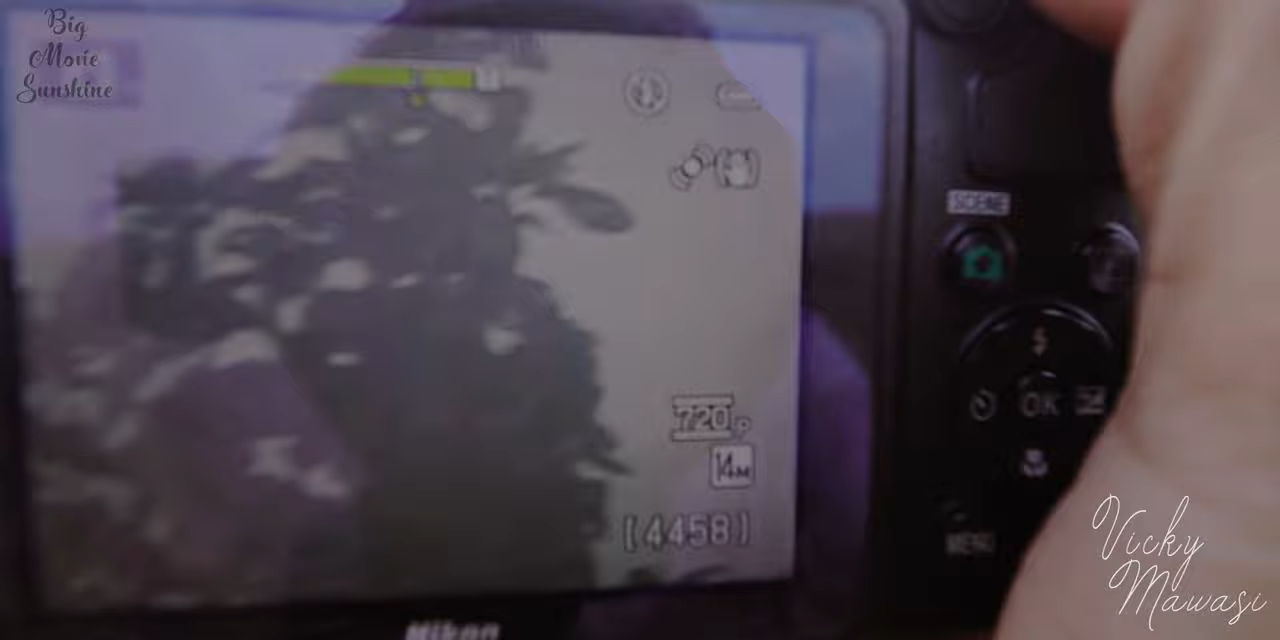 Big
Movie
Sunshine
SCENE
720p
OK
14M
[4458]
MENU
Nikon
Vicky
Mawasi